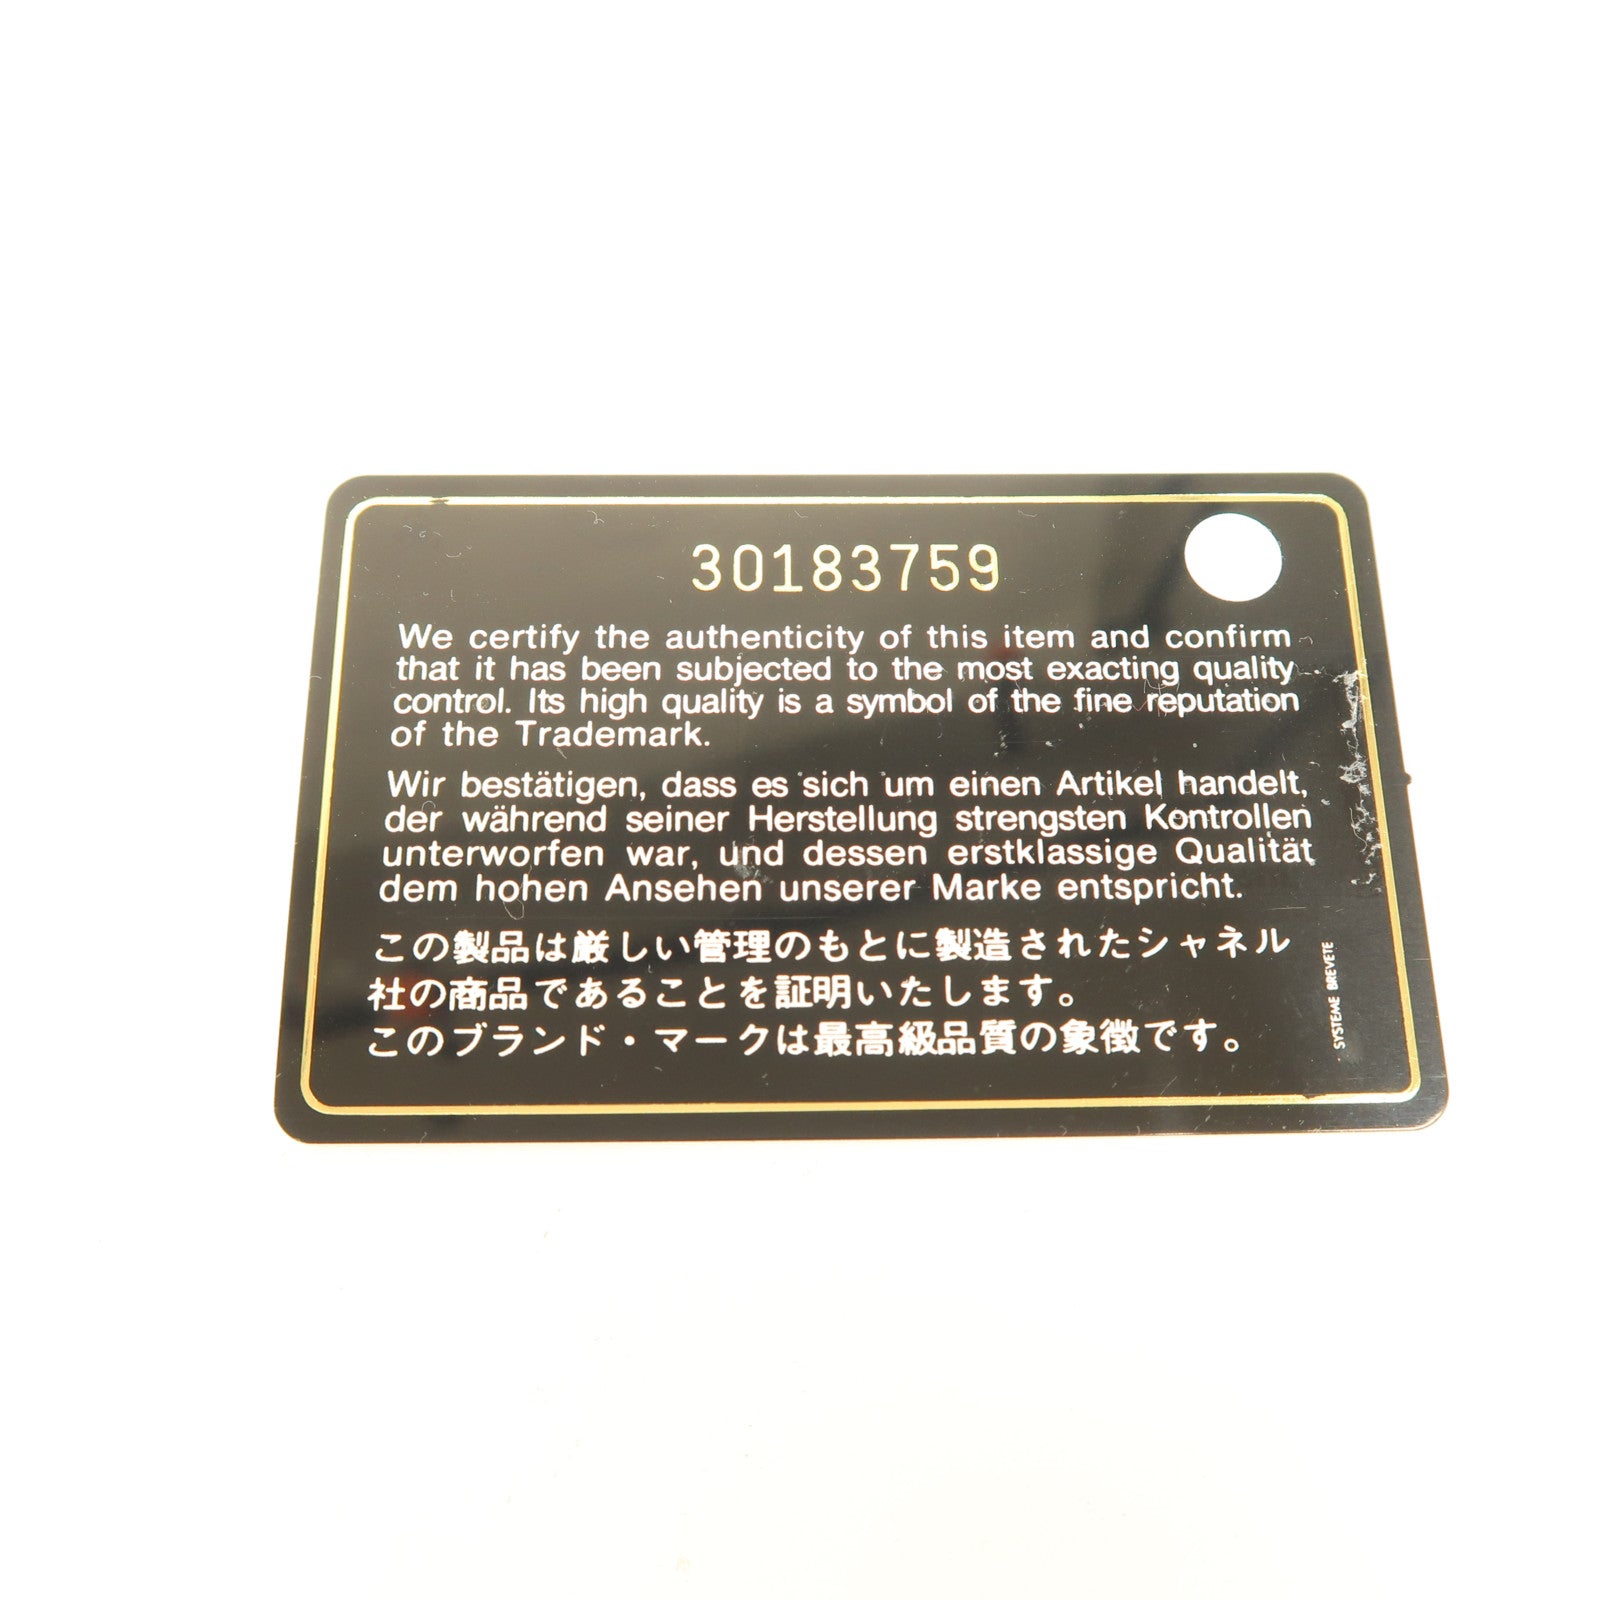 30183759
We certify the authenticity of this item and confirm
that it has been subjected to the most exacting quality
control. Its high quality is a symbol of the fine reputation
of the Trademark.
Wir bestätigen, dass es sich um einen Artikel handelt,
der während seiner Herstellung strengsten Kontrollen
unterworfen war, und dessen erstklassige Qualität
dem hohen Ansehen unserer Marke entspricht.
この製品は厳しい管理のもとに製造されたシャネル
社の商品であることを証明いたします。
このブランド・マークは最高級品質の象徴です。
SYSTEME BREVETE